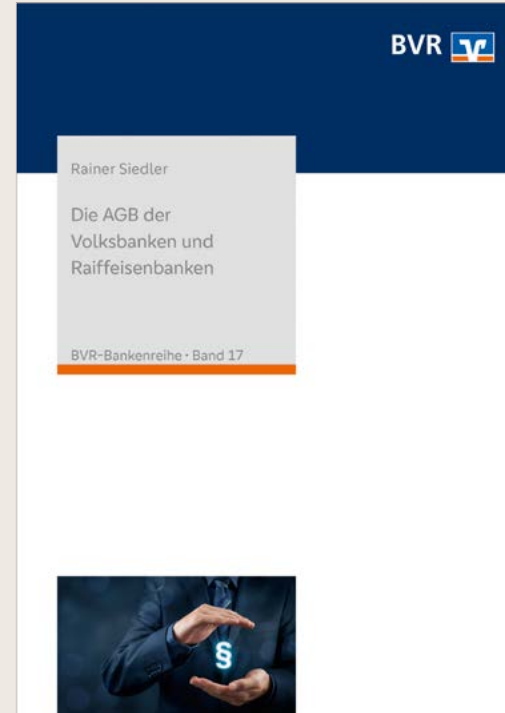 BVR
Rainer Siedler
Die AGB der
Volksbanken und
Raiffeisenbanken
BVR-Bankenreihe · Band 17
§